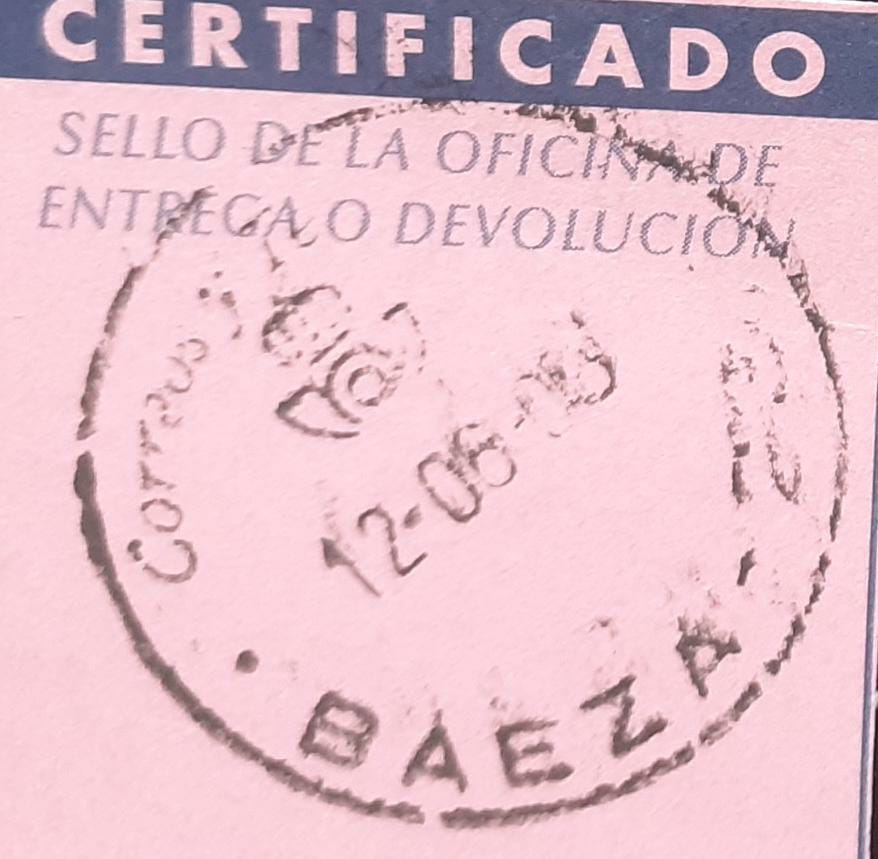 CERTIFICADO
SELLO DE LA OFICINA DE
ENTREGA O DEVOLUCIÓN
Correos
12-06-
BAEZA